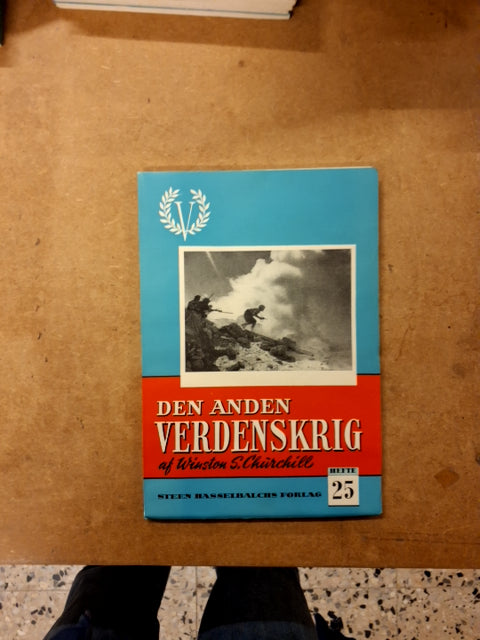 V
DEN ANDEN
VERDENSKRIG
af Winston S. Churchill
HEFTE
25
STEEN HASSELBALCHS FORLAG